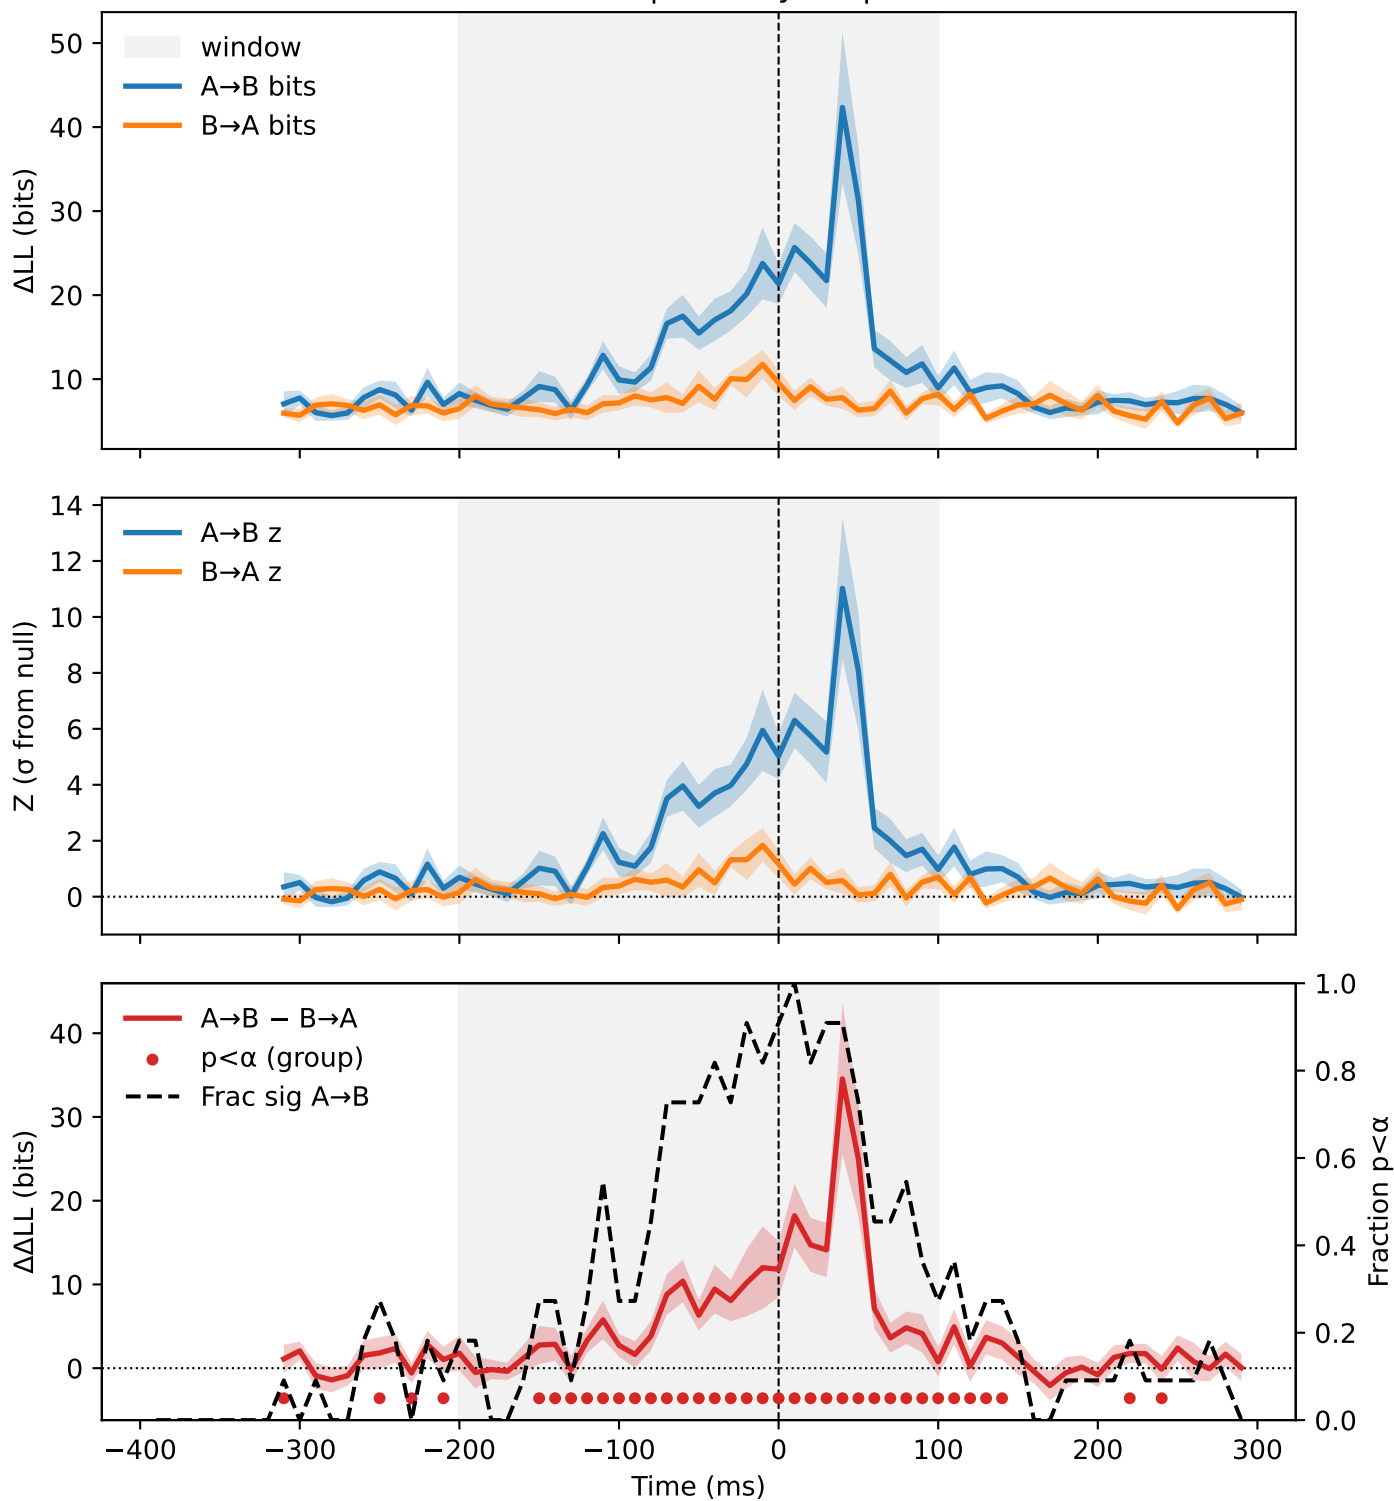 50
40
30
20
10
ΔLL (bits)
window
A→B bits
B→A bits
14
12
10
8
6
4
2
0
Z (σ from null)
A→B z
B→A z
40
30
20
10
0
ΔΔLL (bits)
A→B − B→A
p<α (group)
Frac sig A→B
1.0
0.8
0.6
0.4
0.2
0.0
Fraction p<α
−400 −300 −200 −100 0 100 200 300
Time (ms)